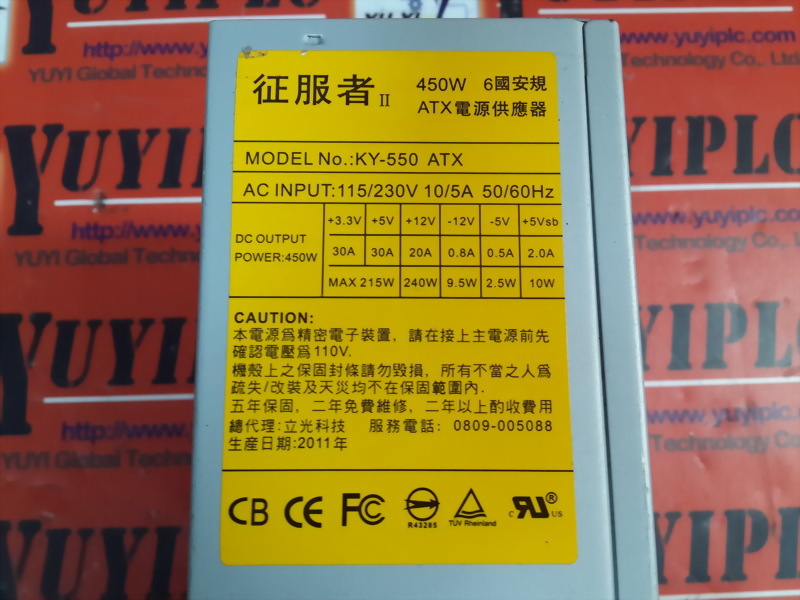 YUYIPLC
http://www.yuyiplc.com
YUYI Global Technology Co., Ltd.
征服者 II
450W 6國安規
ATX電源供應器
MODEL No.:KY-550 ATX
AC INPUT:115/230V 10/5A 50/60Hz
DC OUTPUT
POWER:450W
+3.3V +5V +12V -12V -5V +5Vsb
30A 30A 20A 0.8A 0.5A 2.0A
MAX 215W 240W 9.5W 2.5W 10W
CAUTION:
本電源爲精密電子裝置，請在接上主電源前先
確認電壓爲110V.
機殼上之保固封條請勿毀損，所有不當之人爲
疏失/改裝及天災均不在保固範圍內.
五年保固，二年免費維修，二年以上酌收費用
總代理:立光科技 服務電話: 0809-005088
生産日期:2011年
CB CE FC
R43285
TÜV Rheinland
C RU ® US